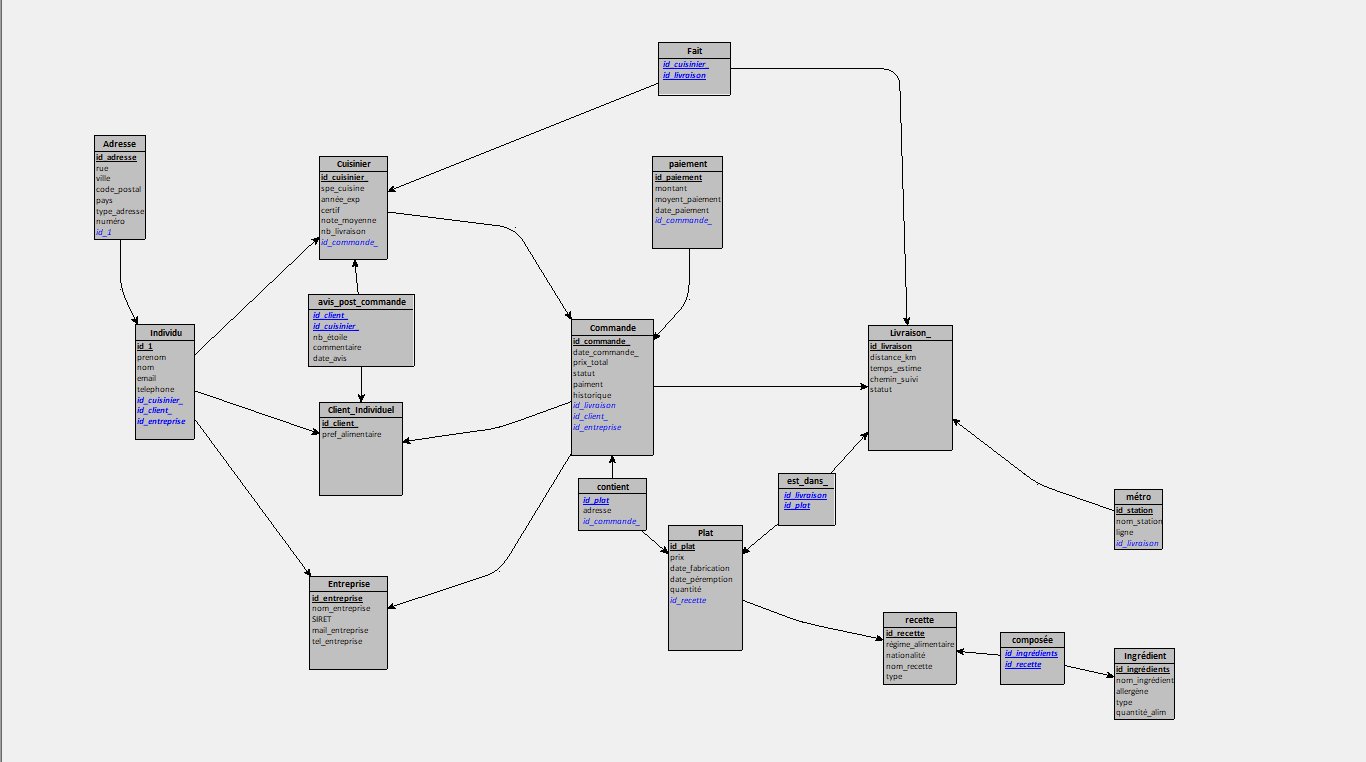 Fait
id_cuisinier_
id_livraison
Adresse
id_adresse
rue
ville
code_postal
pays
type_adresse
numéro
id_1
Cuisinier
id_cuisinier_
spe_cuisine
année_exp
certif
note_moyenne
nb_livraison
id_commande_
paiement
id_paiement
montant
moyent_paiement
date_paiement
id_commande_
avis_post_commande
id_client_
id_cuisinier_
nb_étoile
commentaire
date_avis
Individu
id_1
prenom
nom
email
telephone
id_cuisinier_
id_client_
id_entreprise
Commande
id_commande_
date_commande_
prix_total
statut
paiment
historique
id_livraison
id_client_
id_entreprise
Livraison_
id_livraison
distance_km
temps_estime
chemin_suivi
statut
Client_Individuel
id_client_
pref_alimentaire
contient
id_plat
adresse
id_commande_
est_dans_
id_livraison
id_plat
métro
id_station
nom_station
ligne
id_livraison
Plat
id_plat
prix
date_fabrication
date_péremption
quantité
id_recette
Entreprise
id_entreprise
nom_entreprise
SIRET
mail_entreprise
tel_entreprise
recette
id_recette
régime_alimentaire
nationalité
nom_recette
type
composée
id_ingrédients
id_recette
Ingrédient
id_ingrédients
nom_ingrédient
allergène
type
quantité_alim